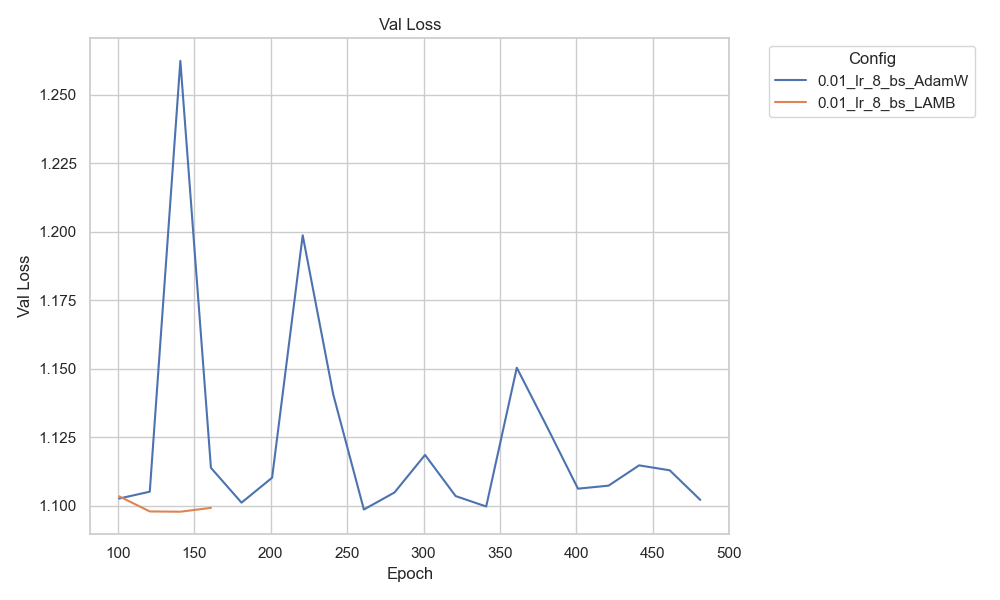 Val Loss
Config
0.01_lr_8_bs_AdamW
0.01_lr_8_bs_LAMB
Val Loss
1.250
1.225
1.200
1.175
1.150
1.125
1.100
100 150 200 250 300 350 400 450 500
Epoch